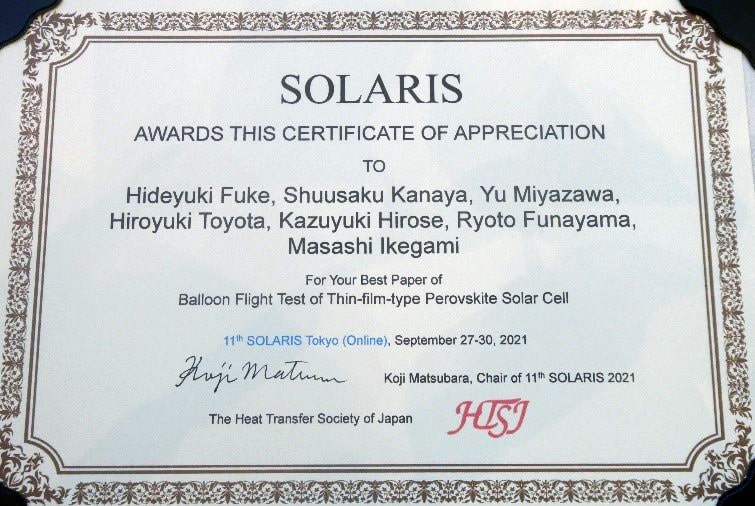 SOLARIS
AWARDS THIS CERTIFICATE OF APPRECIATION
TO
Hideyuki Fuke, Shuusaku Kanaya, Yu Miyazawa,
Hiroyuki Toyota, Kazuyuki Hirose, Ryoto Funayama,
Masashi Ikegami
For Your Best Paper of
Balloon Flight Test of Thin-film-type Perovskite Solar Cell
11th SOLARIS Tokyo (Online), September 27-30, 2021
Koji Matsubara, Chair of 11th SOLARIS 2021
The Heat Transfer Society of Japan
HTSJ